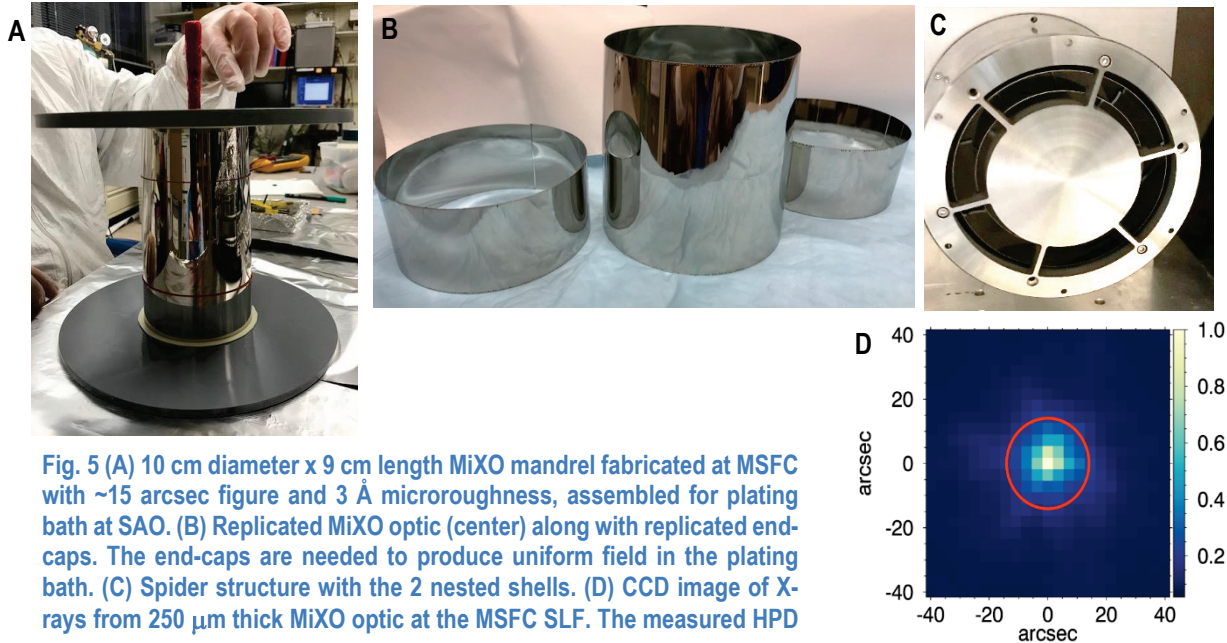 A
B
C
D
40
20
0
-20
-40
arcsec
-40
-20
0
20
40
arcsec
1.0
0.8
0.6
0.4
0.2
Fig. 5 (A) 10 cm diameter x 9 cm length MiXO mandrel fabricated at MSFC
with ~15 arcsec figure and 3 Å microroughness, assembled for plating
bath at SAO. (B) Replicated MiXO optic (center) along with replicated end-
caps. The end-caps are needed to produce uniform field in the plating
bath. (C) Spider structure with the 2 nested shells. (D) CCD image of X-
rays from 250 μm thick MiXO optic at the MSFC SLF. The measured HPD